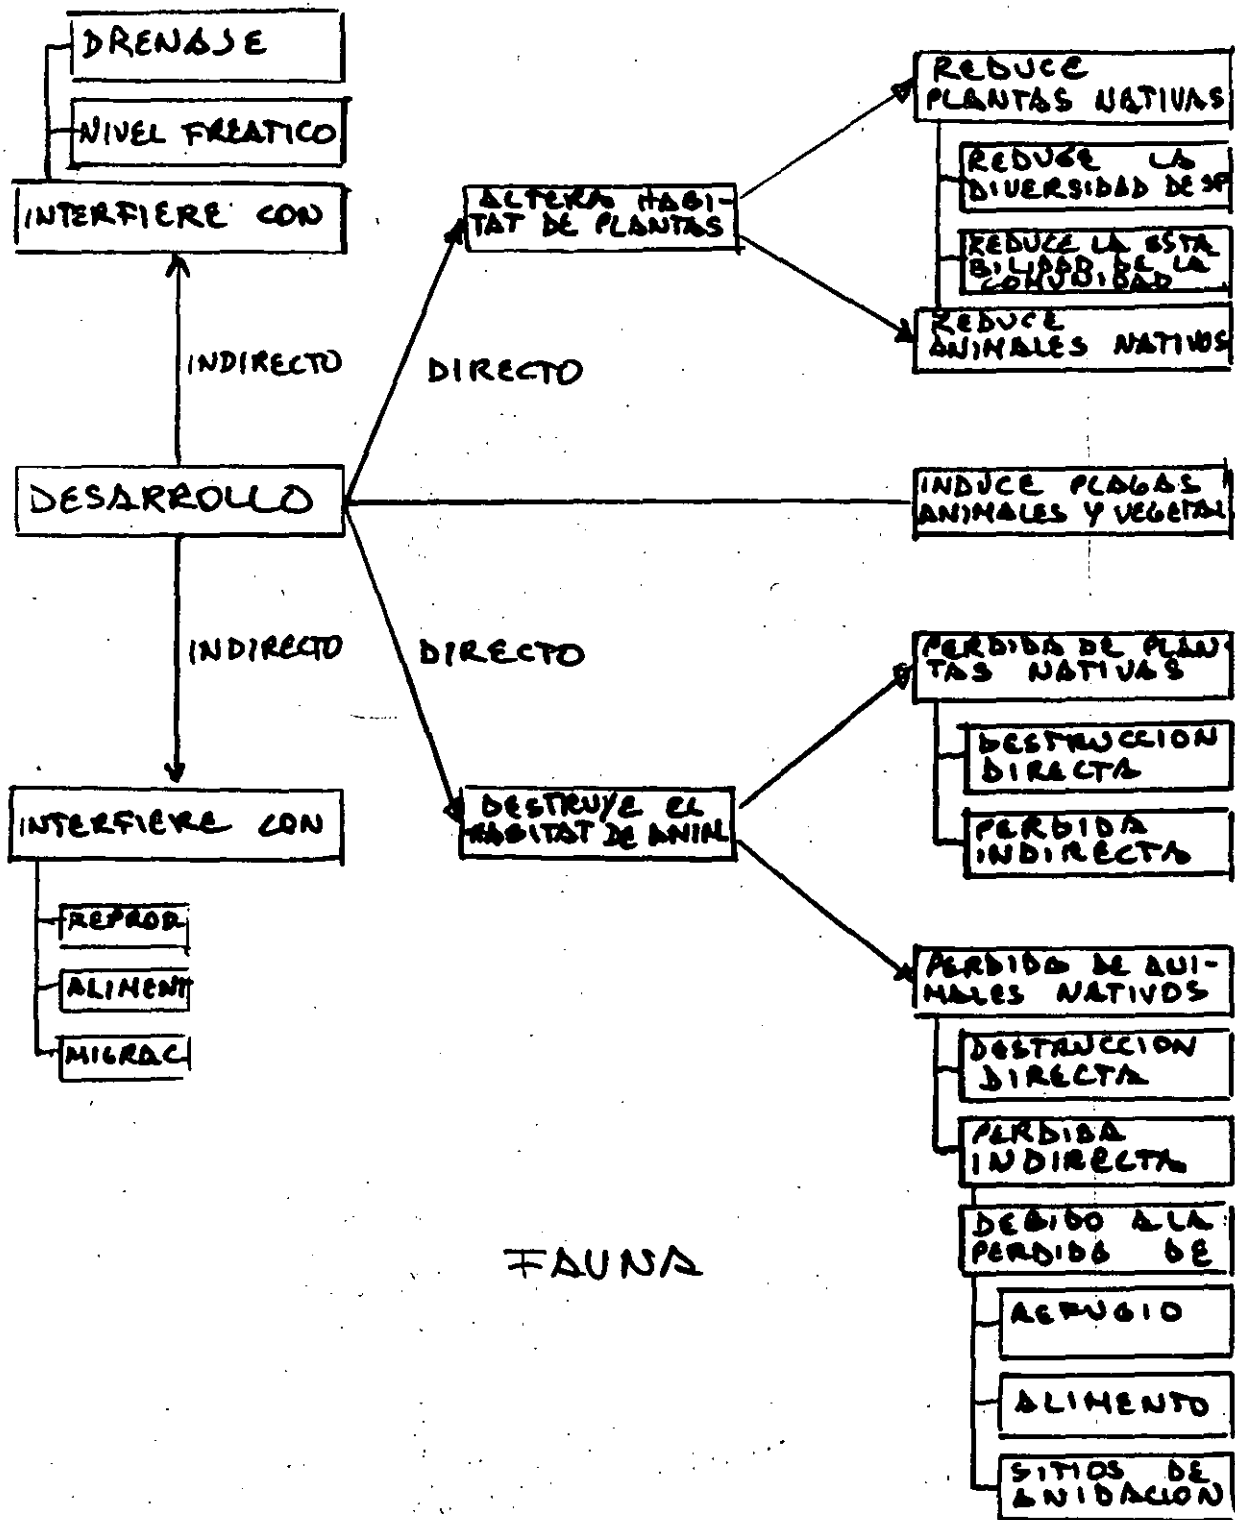 DRENAJE
NIVEL FREATICO
INTERFIERE CON
INDIRECTO
DESARROLLO
INDIRECTO
INTERFIERE CON
REPROD
ALIMENT
MIGRAC
DIRECTO
ALTERA HABI-
TAT DE PLANTAS
DIRECTO
DESTRUYE EL
HABITAT DE ANIM
REDUCE
PLANTAS NATIVAS
REDUCE LA
DIVERSIDAD DE SP
REDUCE LA ESTA
BILIDAD DE LA
COMUNIDAD
REDUCE
ANIMALES NATIVOS
INDUCE PLAGAS
ANIMALES Y VEGETAL
PERDIDA DE PLAN-
TAS NATIVAS
DESTRUCCION
DIRECTA
PERDIDA
INDIRECTA
PERDIDA DE ANI-
MALES NATIVOS
DESTRUCCION
DIRECTA
PERDIDA
INDIRECTA
DEBIDO A LA
PERDIDA DE
REFUGIO
ALIMENTO
SITIOS DE
ANIDACION
FAUNA